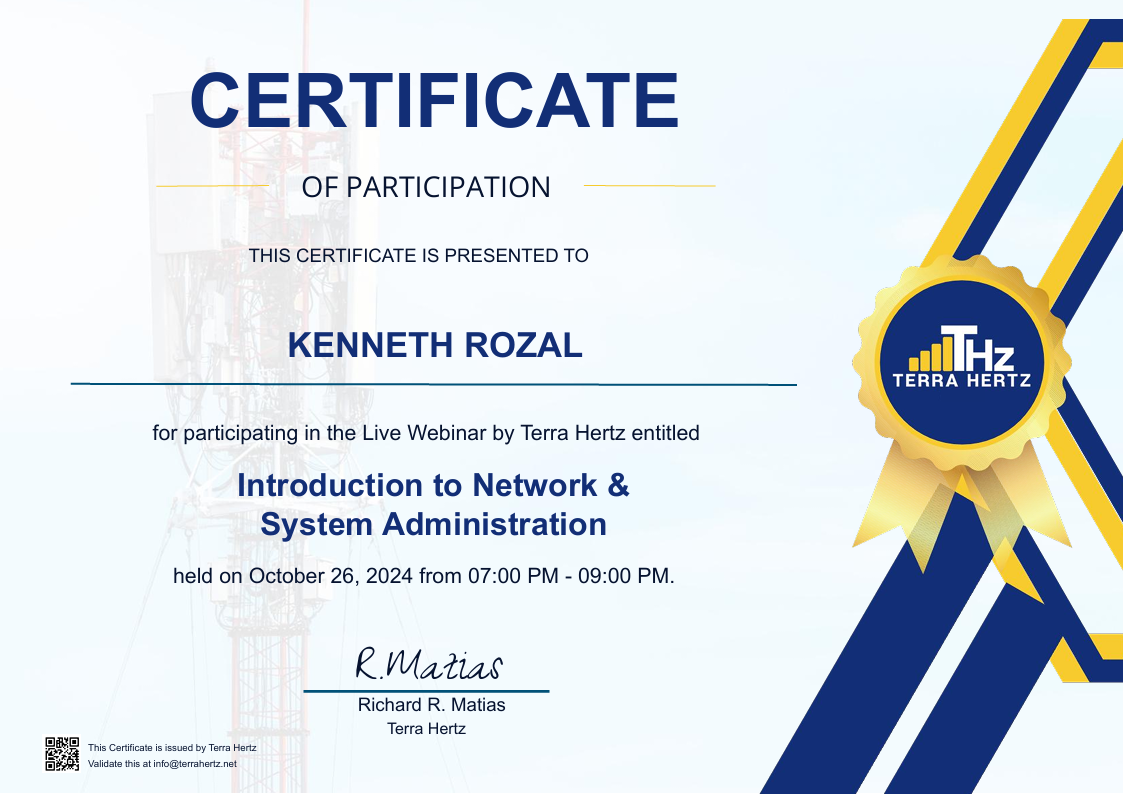 CERTIFICATE
OF PARTICIPATION
THIS CERTIFICATE IS PRESENTED TO
KENNETH ROZAL
THz
TERRA HERTZ
for participating in the Live Webinar by Terra Hertz entitled
Introduction to Network &
System Administration
held on October 26, 2024 from 07:00 PM - 09:00 PM.
R.Matias
Richard R. Matias
Terra Hertz
This Certificate is issued by Terra Hertz
Validate this at info@terrahertz.net